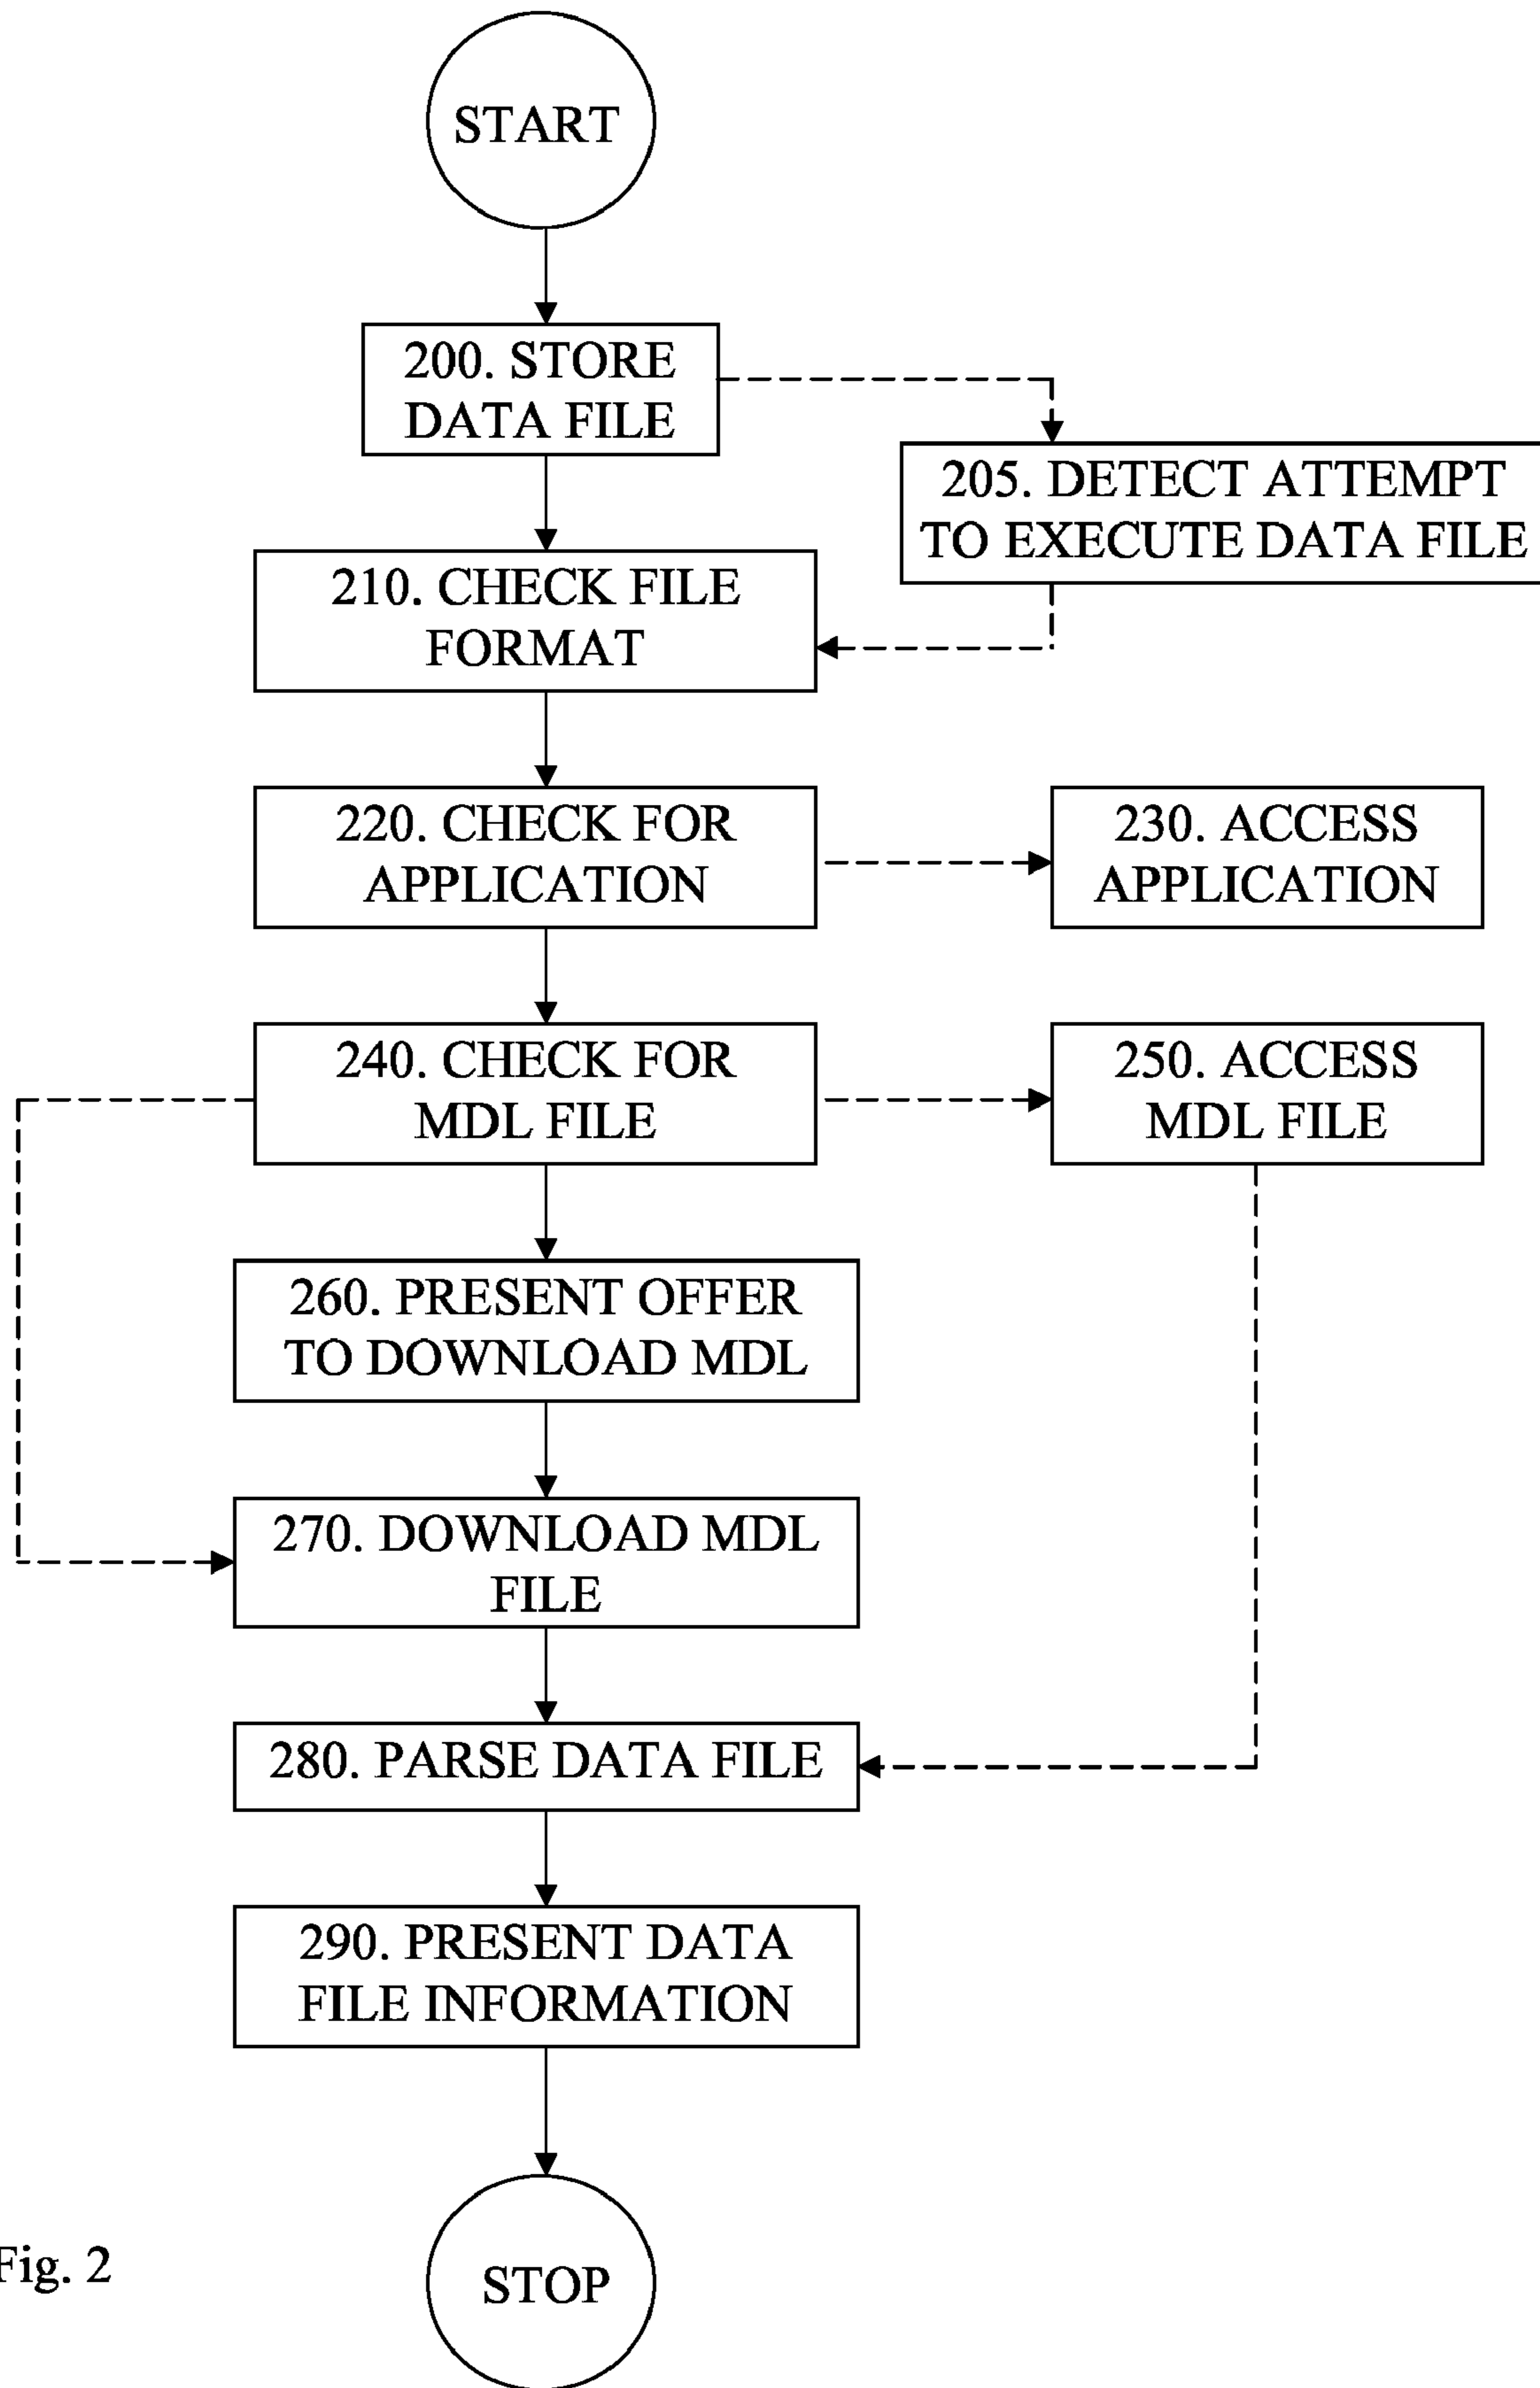 START
200. STORE
DATA FILE
205. DETECT ATTEMPT
TO EXECUTE DATA FILE
210. CHECK FILE
FORMAT
220. CHECK FOR
APPLICATION
230. ACCESS
APPLICATION
240. CHECK FOR
MDL FILE
250. ACCESS
MDL FILE
260. PRESENT OFFER
TO DOWNLOAD MDL
270. DOWNLOAD MDL
FILE
280. PARSE DATA FILE
290. PRESENT DATA
FILE INFORMATION
STOP
Fig. 2